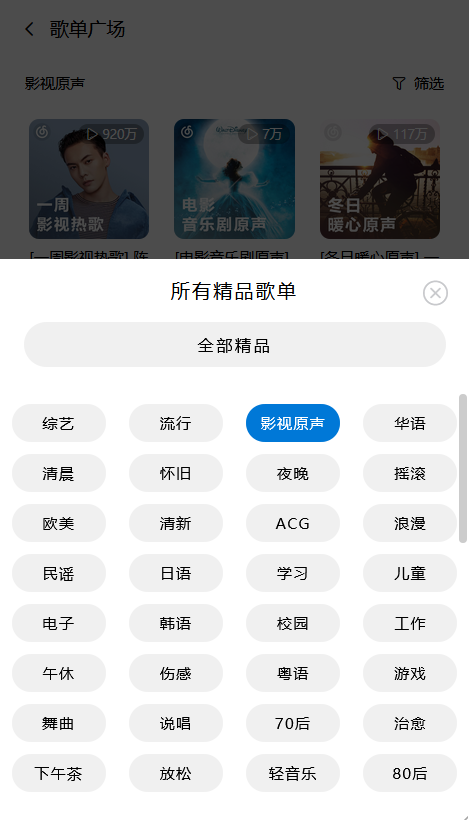 歌单广场
影视原声 筛选
920万 7万 117万
一周 电影 冬日
影视热歌 音乐剧原声 暖心原声
[一周影视热歌] 陈 [电影音乐剧原声] [冬日暖心原声] 一
所有精品歌单
全部精品
综艺 流行 影视原声 华语
清晨 怀旧 夜晚 摇滚
欧美 清新 ACG 浪漫
民谣 日语 学习 儿童
电子 韩语 校园 工作
午休 伤感 粤语 游戏
舞曲 说唱 70后 治愈
下午茶 放松 轻音乐 80后